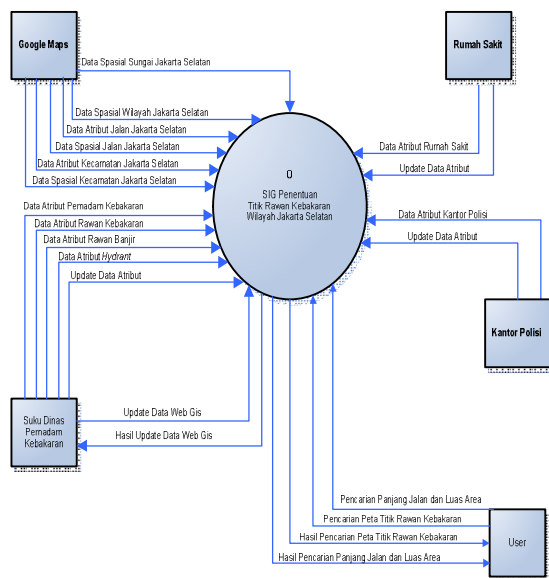 Google Maps
Rumah Sakit
Data Spasial Sungai Jakarta Selatan
Data Spasial Wilayah Jakarta Selatan
Data Atribut Jalan Jakarta Selatan
Data Spasial Jalan Jakarta Selatan
Data Atribut Kecamatan Jakarta Selatan
Data Spasial Kecamatan Jakarta Selatan
Data Atribut Rumah Sakit
Update Data Atribut
0
SIG Penentuan
Titik Rawan Kebakaran
Wilayah Jakarta Selatan
Data Atribut Pemadam Kebakaran
Data Atribut Rawan Kebakaran
Data Atribut Rawan Banjir
Data Atribut Hydrant
Update Data Atribut
Data Atribut Kantor Polisi
Update Data Atribut
Kantor Polisi
Suku Dinas
Pemadam
Kebakaran
Update Data Web Gis
Hasil Update Data Web Gis
Pencarian Panjang Jalan dan Luas Area
Pencarian Peta Titik Rawan Kebakaran
Hasil Pencarian Peta Titik Rawan Kebakaran
Hasil Pencarian Panjang Jalan dan Luas Area
User